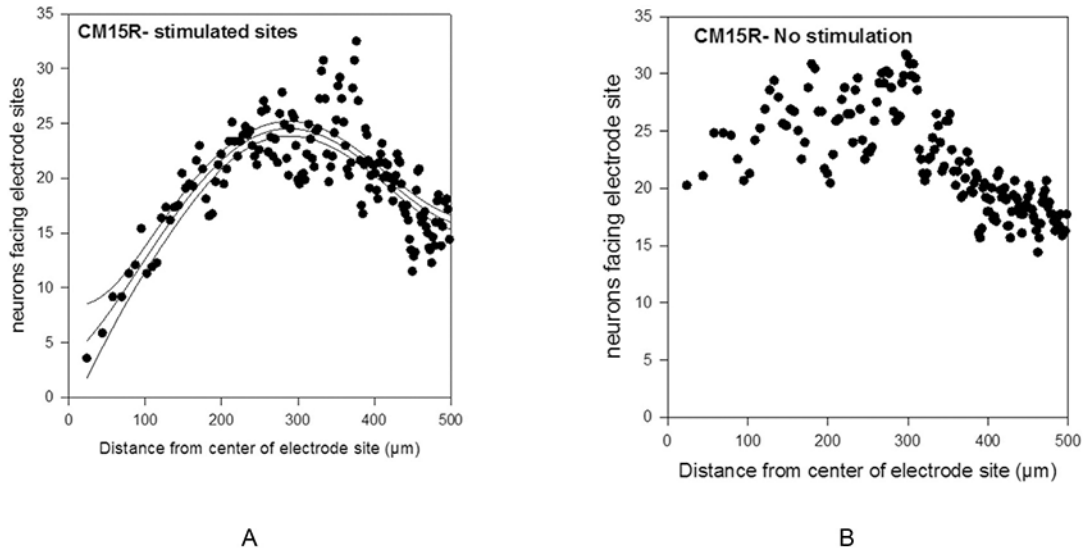 CM15R- stimulated sites
neurons facing electrode sites
35
30
25
20
15
10
5
0
0 100 200 300 400 500
Distance from center of electrode site (µm)
A
CM15R- No stimulation
neurons facing electrode site
35
30
25
20
15
10
5
0
0 100 200 300 400 500
Distance from center of electrode site (µm)
B